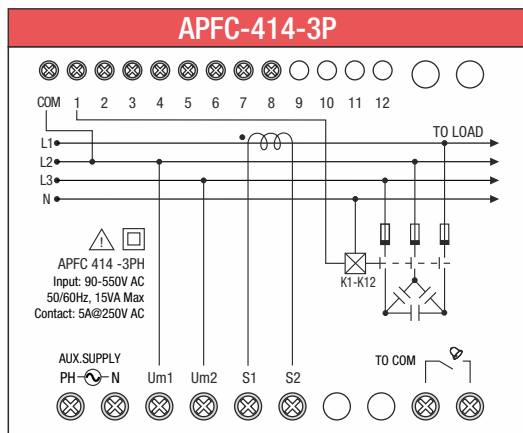 APFC-414-3P
COM 1 2 3 4 5 6 7 8 9 10 11 12
TO LOAD
L1
L2
L3
N
APFC 414 -3PH
Input: 90-550V AC
50/60Hz, 15VA Max
Contact: 5A@250V AC
K1-K12
AUX.SUPPLY
PH N Um1 Um2 S1 S2
TO COM